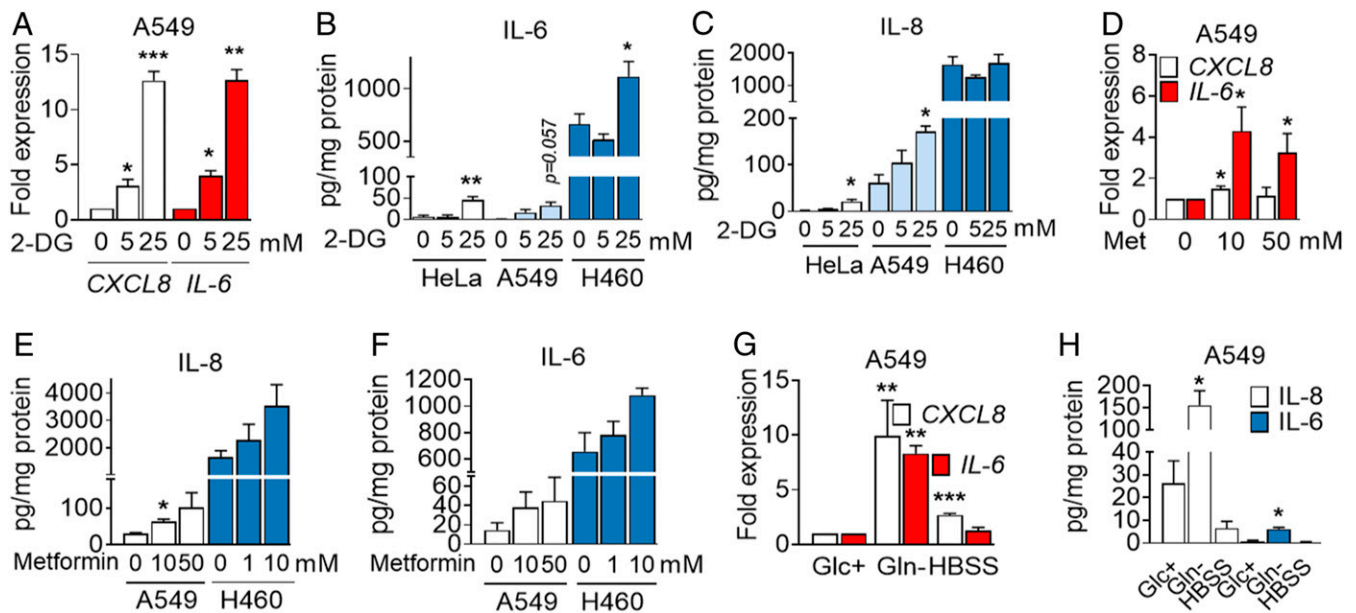 A
A549
Fold expression
15
10
5
0
*
***
*
**
2-DG
0 5 25 0 5 25 mM
CXCL8 IL-6
B
IL-6
pg/mg protein
1000
500
100
50
0
**
p=0.057
*
2-DG
0 5 25 0 5 25 0 5 25 mM
HeLa A549 H460
C
IL-8
pg/mg protein
2000
1000
200
100
0
*
*
2-DG
0 5 25 0 5 25 0 5 25
HeLa A549 H460
D
A549
CXCL8
IL-6
Fold expression
8
6
4
2
0
*
*
*
Met 0 10 50 mM
E
IL-8
pg/mg protein
4000
3000
2000
100
0
*
Metformin 0 10 50 0 1 10 mM
A549 H460
F
IL-6
pg/mg protein
1200
1000
800
600
80
60
40
20
0
Metformin 0 10 50 0 1 10 mM
A549 H460
G
A549
CXCL8
IL-6
Fold expression
15
10
5
0
**
**
***
Glc+ Gln- HBSS
H
A549
IL-8
IL-6
pg/mg protein
200
150
100
50
40
30
20
10
0
*
*
Glc+
Gln-
HBSS
Glc+
Gln-
HBSS